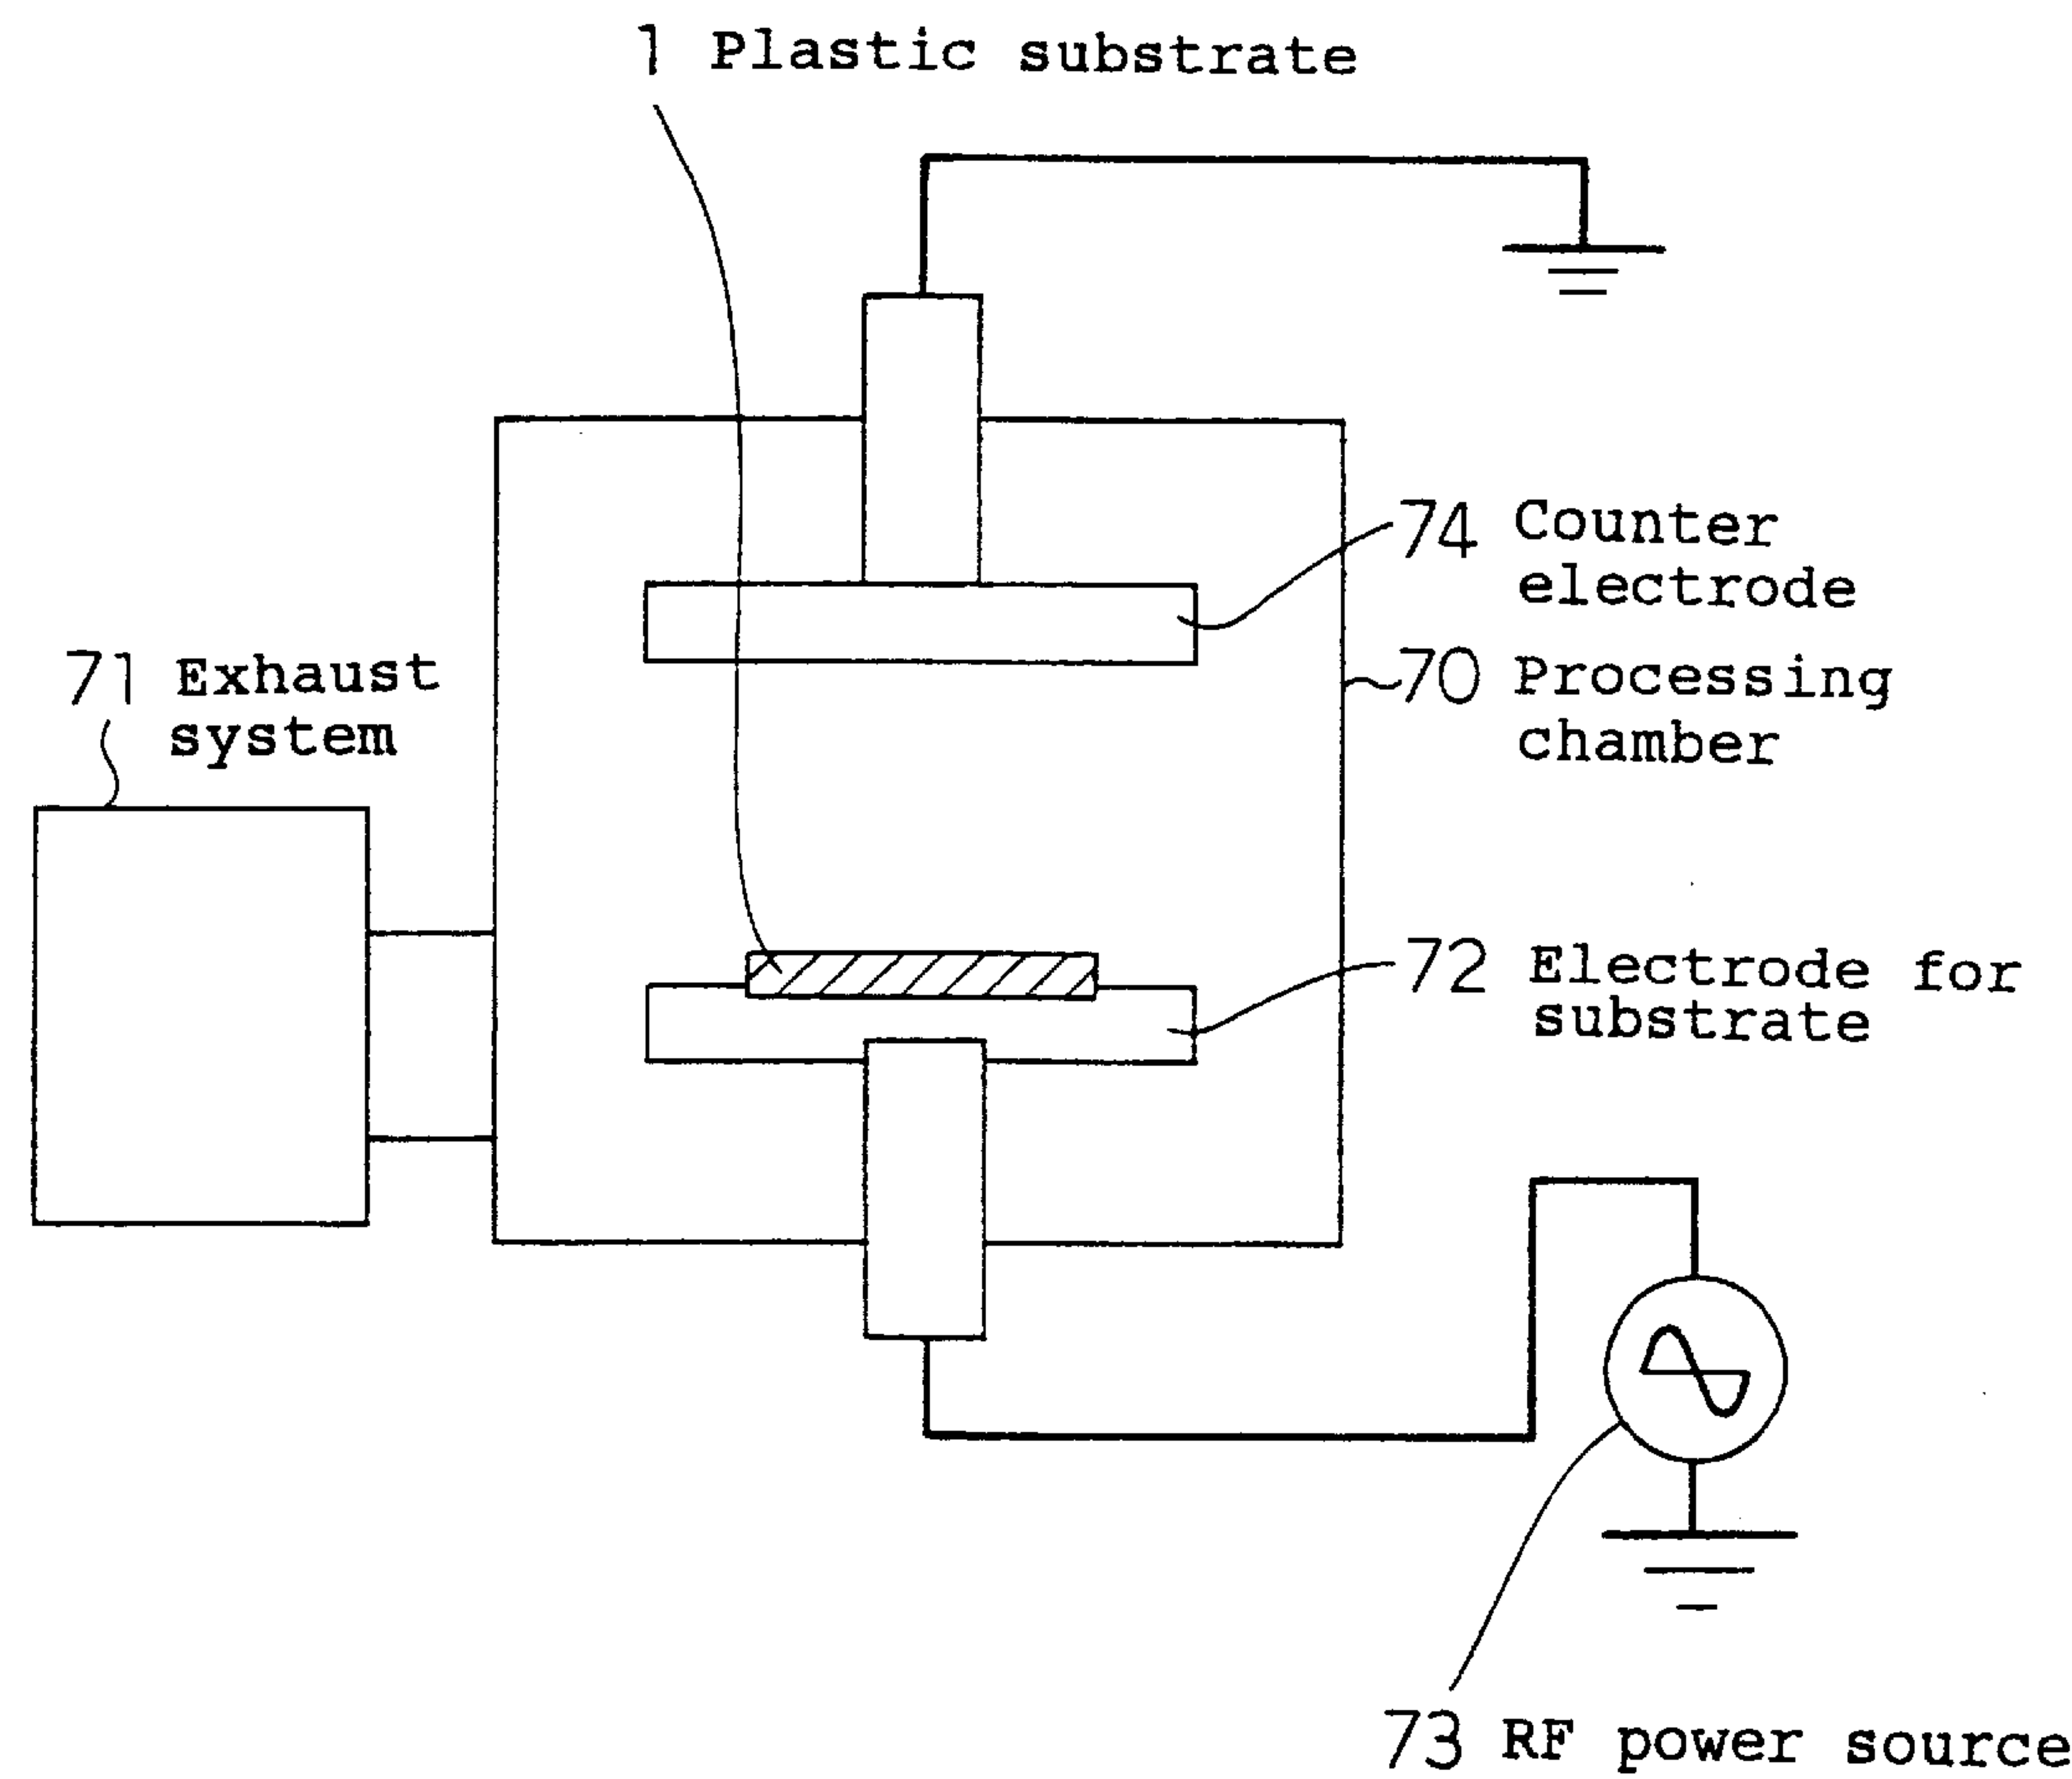 1 Plastic substrate
74 Counter
electrode
71 Exhaust
system
70 Processing
chamber
72 Electrode for
substrate
73 RF power source